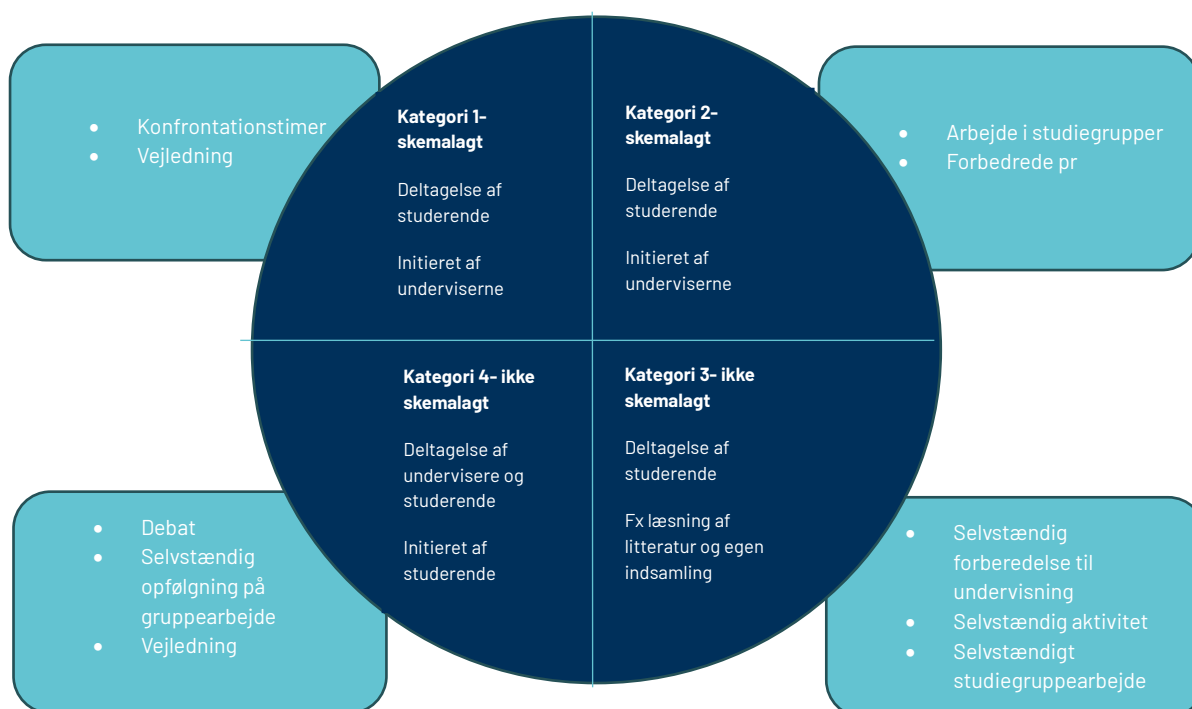 ● Konfrontationstimer
● Vejledning
Kategori 1-
skemalagt
Deltagelse af
studerende
Initieret af
underviserne
Kategori 2-
skemalagt
Deltagelse af
studerende
Initieret af
underviserne
● Arbejde i studiegrupper
● Forbedrede pr
● Debat
● Selvstændig
opfølgning på
gruppearbejde
● Vejledning
Kategori 4- ikke
skemalagt
Deltagelse af
undervisere og
studerende
Initieret af
studerende
Kategori 3- ikke
skemalagt
Deltagelse af
studerende
Fx læsning af
litteratur og egen
indsamling
● Selvstændig
forberedelse til
undervisning
● Selvstændig aktivitet
● Selvstændigt
studiegruppearbejde